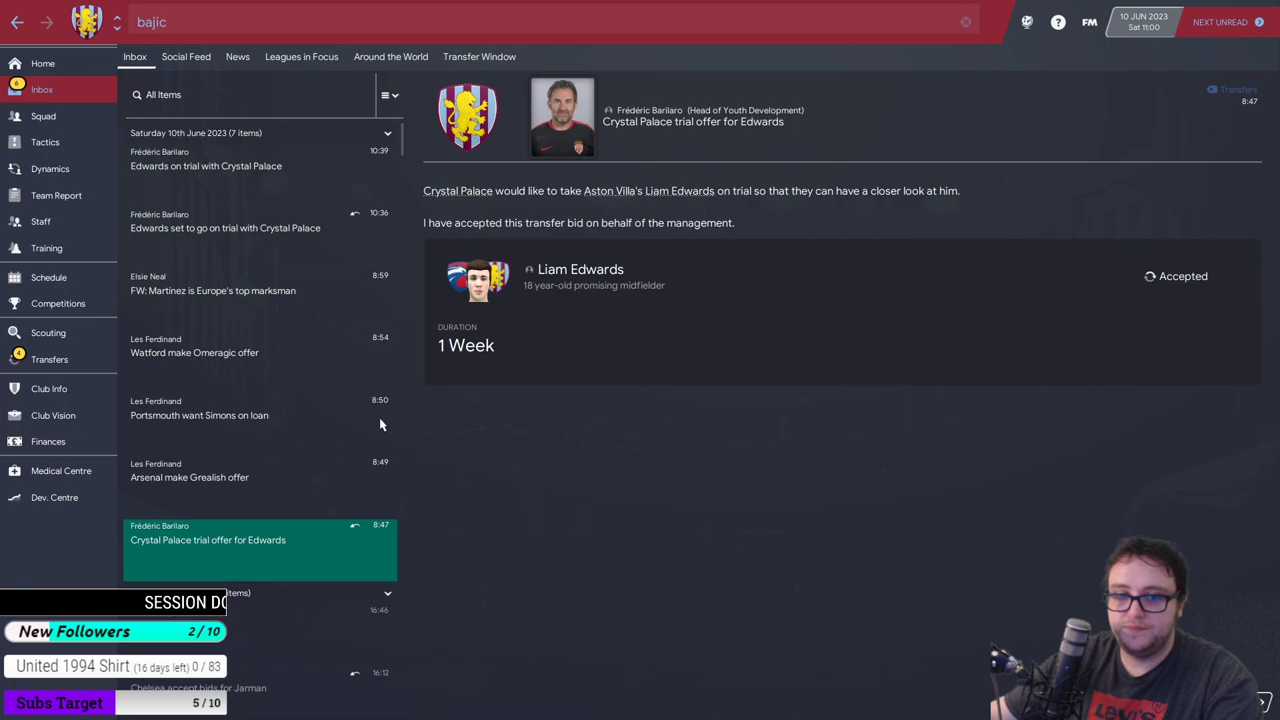 bajic
10 JUN 2023
Sat 11:00
FM
NEXT UNREAD
Inbox
Social Feed
News
Leagues in Focus
Around the World
Transfer Window
Home
6
Inbox
Squad
Tactics
Dynamics
Team Report
Staff
Training
Schedule
Competitions
Scouting
4
Transfers
Club Info
Club Vision
Finances
Medical Centre
Dev. Centre
All Items
Saturday 10th June 2023 (7 items)
Frédéric Barilaro 10:39
Edwards on trial with Crystal Palace
Frédéric Barilaro 10:36
Edwards set to go on trial with Crystal Palace
Elsie Neal 8:59
FW: Martínez is Europe's top marksman
Les Ferdinand 8:54
Watford make Omeragic offer
Les Ferdinand 8:50
Portsmouth want Simons on loan
Les Ferdinand 8:49
Arsenal make Grealish offer
Frédéric Barilaro 8:47
Crystal Palace trial offer for Edwards
tems)
16:46
16:12
Chelsea accept bids for Jarman
Frédéric Barilaro (Head of Youth Development)
Crystal Palace trial offer for Edwards
Transfers
8:47
Crystal Palace would like to take Aston Villa's Liam Edwards on trial so that they can have a closer look at him.
I have accepted this transfer bid on behalf of the management.
Liam Edwards
18 year-old promising midfielder
Accepted
DURATION
1 Week
SESSION DO
New Followers 2/10
United 1994 Shirt (16 days left) 0 / 83
Subs Target 5/10
Levi's